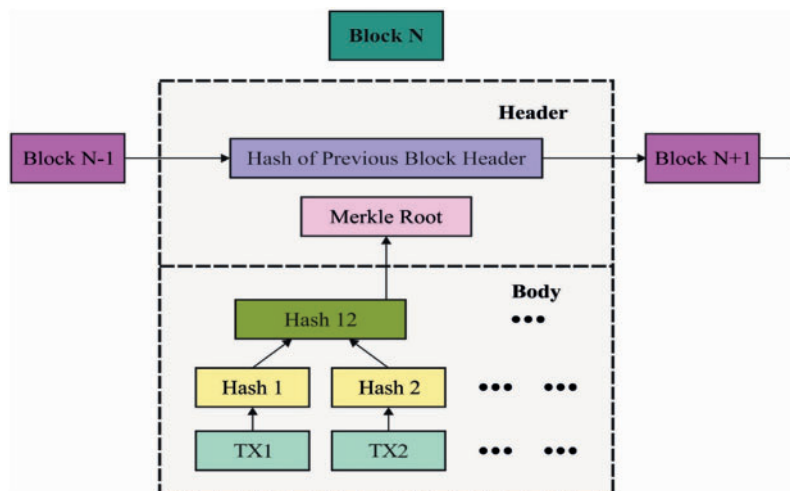 Block N
Header
Block N-1
Hash of Previous Block Header
Block N+1
Merkle Root
Body
Hash 12
•••
Hash 1
Hash 2
••• •••
TX1
TX2
••• •••